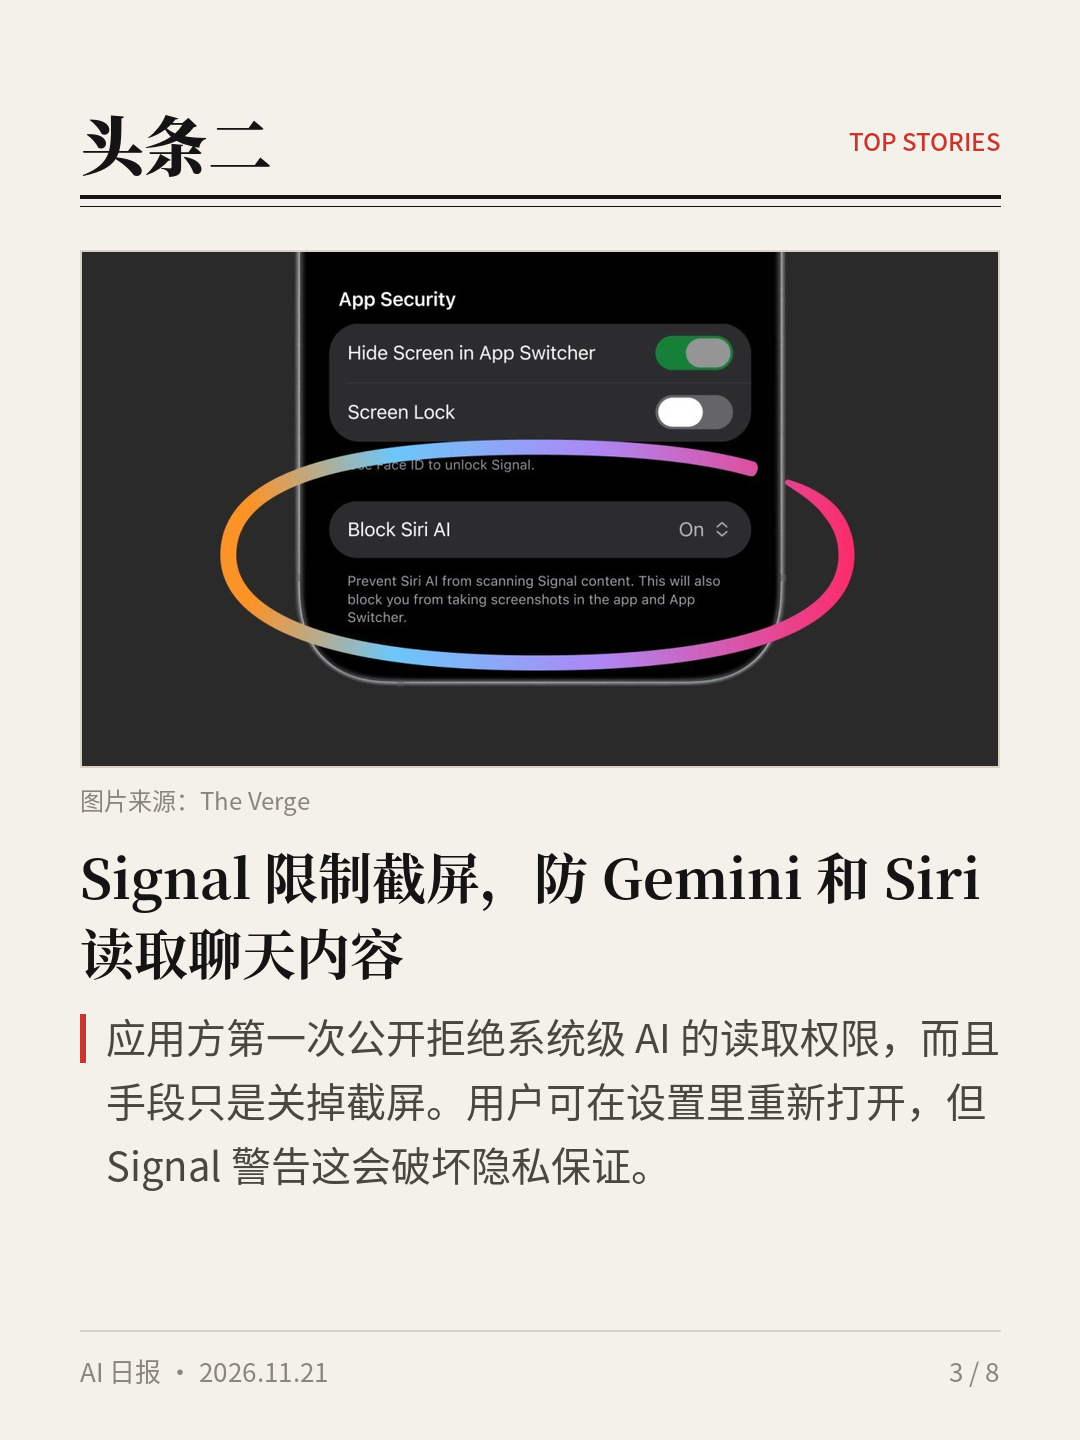 头条二
TOP STORIES
App Security
Hide Screen in App Switcher
Screen Lock
Face ID to unlock Signal.
Block Siri AI
On
Prevent Siri AI from scanning Signal content. This will also
block you from taking screenshots in the app and App
Switcher.
图片来源：The Verge
Signal 限制截屏，防 Gemini 和 Siri
读取聊天内容
应用方第一次公开拒绝系统级 AI 的读取权限，而且
手段只是关掉截屏。用户可在设置里重新打开，但
Signal 警告这会破坏隐私保证。
AI 日报 · 2026.11.21
3 / 8